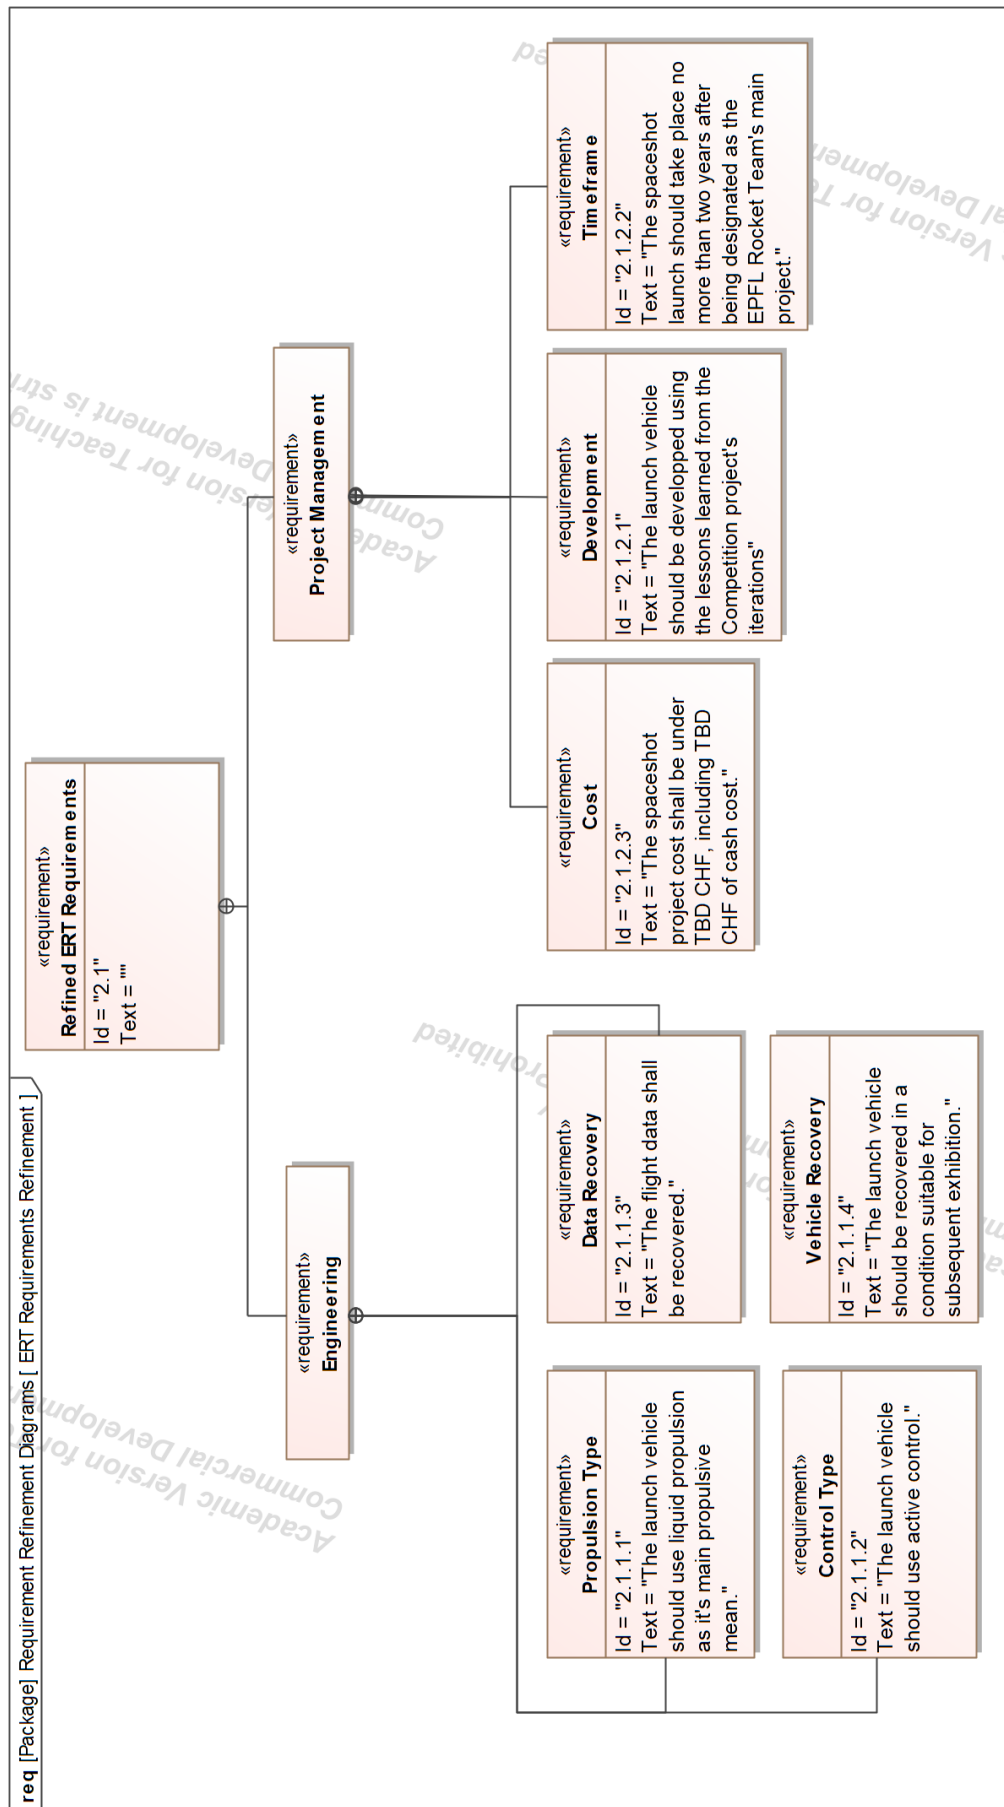 req [Package] Requirement Refinement Diagrams [ ERT Requirements Refinement ]
«requirement»
Refined ERT Requirements
Id = "2.1"
Text = ""
«requirement»
Engineering
«requirement»
Project Management
«requirement»
Propulsion Type
Id = "2.1.1.1"
Text = "The launch vehicle
should use liquid propulsion
as it's main propulsive
mean."
«requirement»
Data Recovery
Id = "2.1.1.3"
Text = "The flight data shall
be recovered."
«requirement»
Cost
Id = "2.1.2.3"
Text = "The spaceshot
project cost shall be under
TBD CHF, including TBD
CHF of cash cost."
«requirement»
Development
Id = "2.1.2.1"
Text = "The launch vehicle
should be developped using
the lessons learned from the
Competition project's
iterations"
«requirement»
Timeframe
Id = "2.1.2.2"
Text = "The spaceshot
launch should take place no
more than two years after
being designated as the
EPFL Rocket Team's main
project."
«requirement»
Control Type
Id = "2.1.1.2"
Text = "The launch vehicle
should use active control."
«requirement»
Vehicle Recovery
Id = "2.1.1.4"
Text = "The launch vehicle
should be recovered in a
condition suitable for
subsequent exhibition."
Academic Version for
Commercial Development
Version for Teaching
Development is
Prohibited